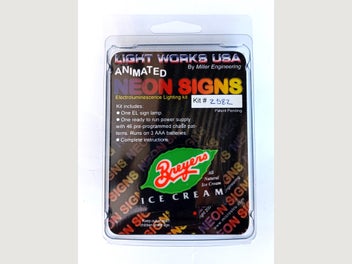 LIGHT WORKS USA
By Miller Engineering
ANIMATED
NEON SIGNS
Electroluminescence Lighting kit
Kit # 2582
Patent Pending
Kit includes:
One EL sign lamp.
One ready to run power supply
with 46 pre-programmed chase pat-
terns. Runs on 3 AAA batteries.
Complete instructions.
Breyers
All
Natural
Ice Cream
ICE CREAM